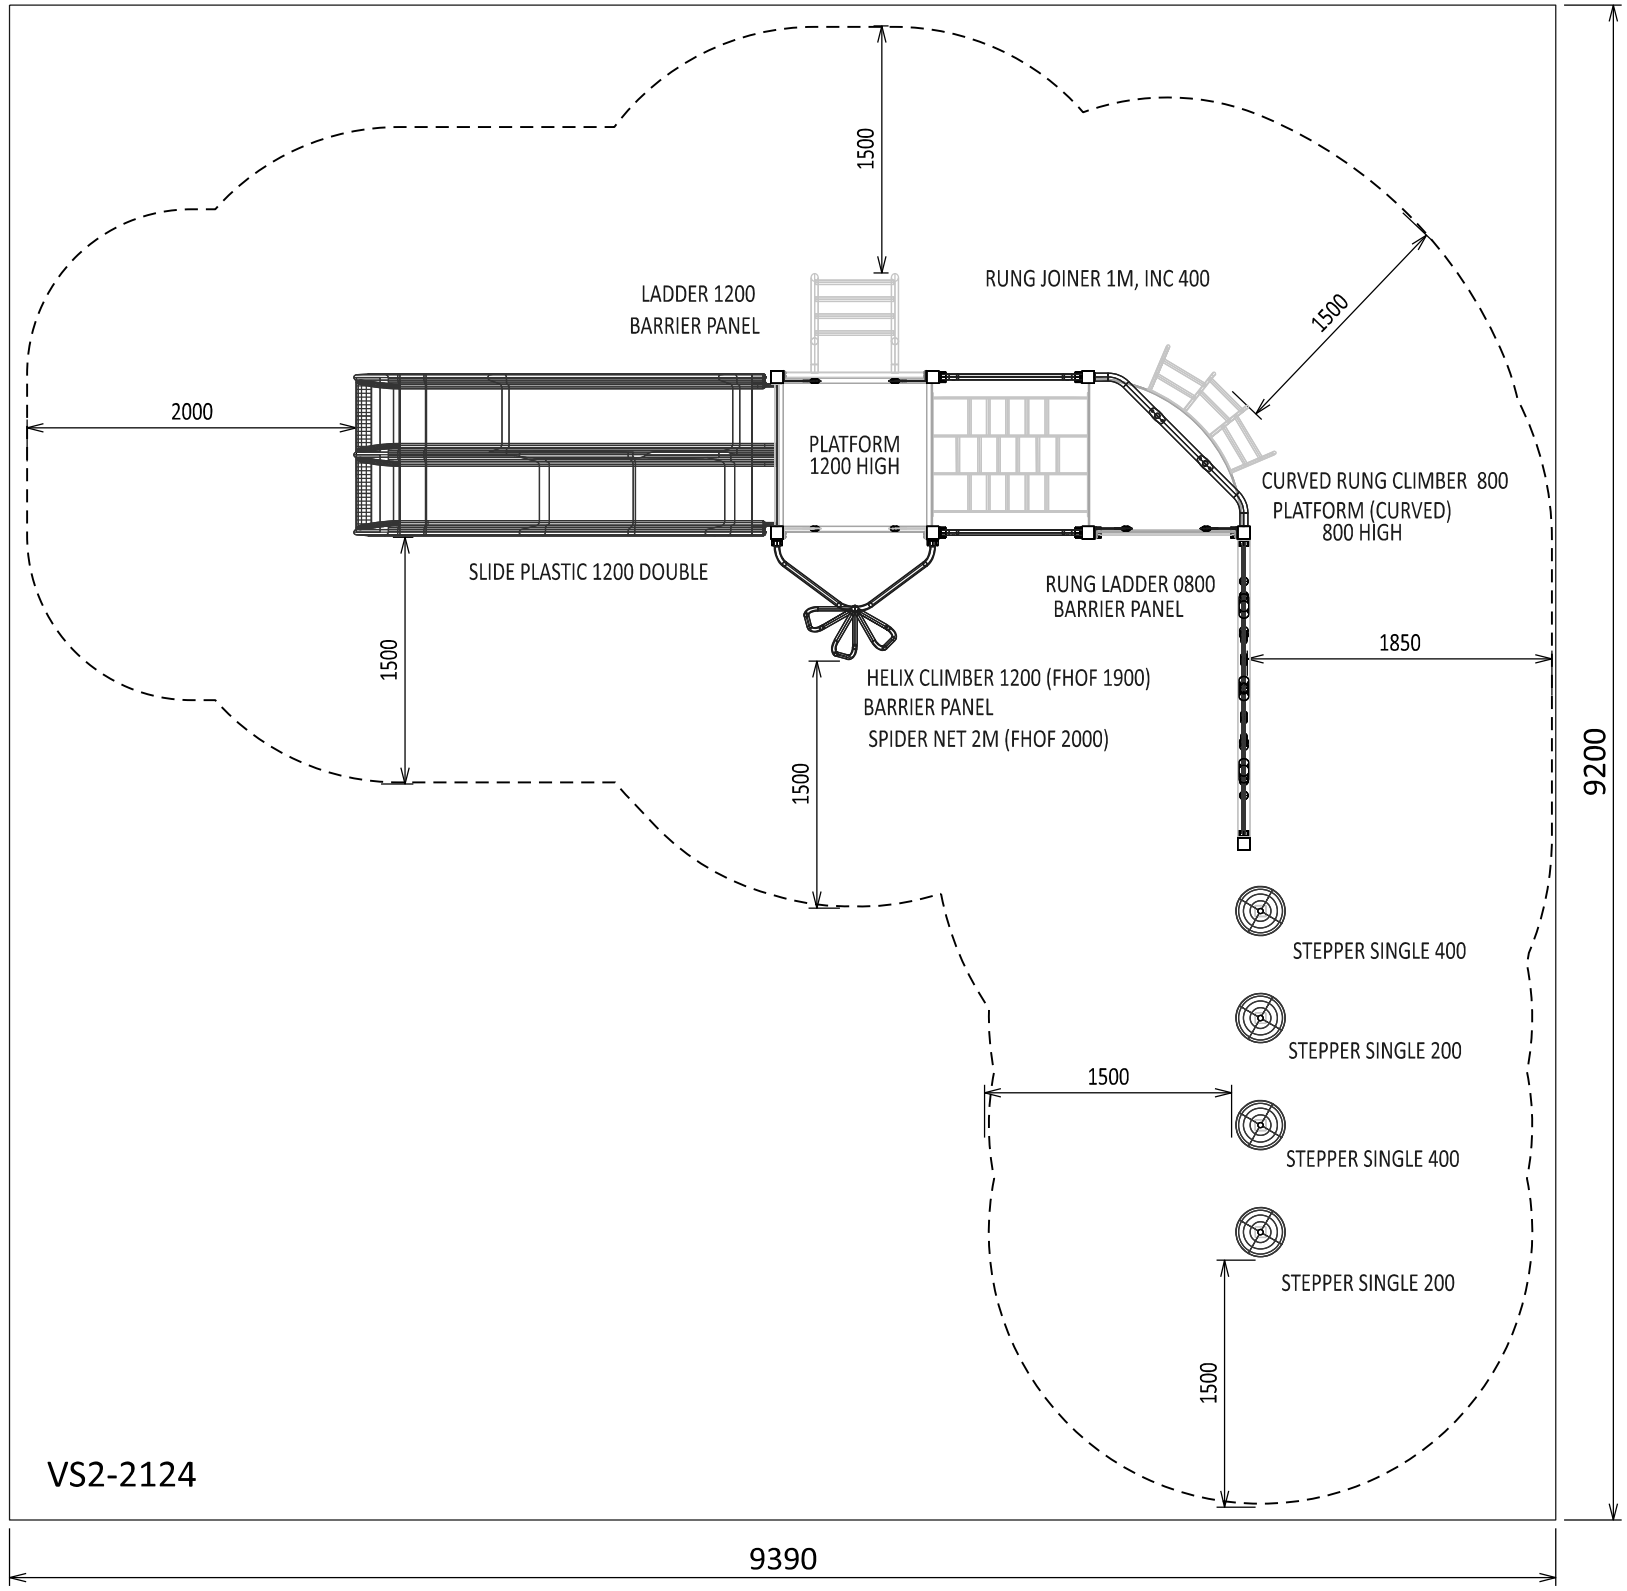 1500
LADDER 1200
BARRIER PANEL
RUNG JOINER 1M, INC 400
1500
2000
PLATFORM
1200 HIGH
CURVED RUNG CLIMBER  800
PLATFORM (CURVED)
800 HIGH
SLIDE PLASTIC 1200 DOUBLE
RUNG LADDER 0800
BARRIER PANEL
1500
1850
HELIX CLIMBER 1200 (FHOF 1900)
BARRIER PANEL
SPIDER NET 2M (FHOF 2000)
1500
9200
STEPPER SINGLE 400
STEPPER SINGLE 200
1500
STEPPER SINGLE 400
STEPPER SINGLE 200
1500
VS2-2124
9390